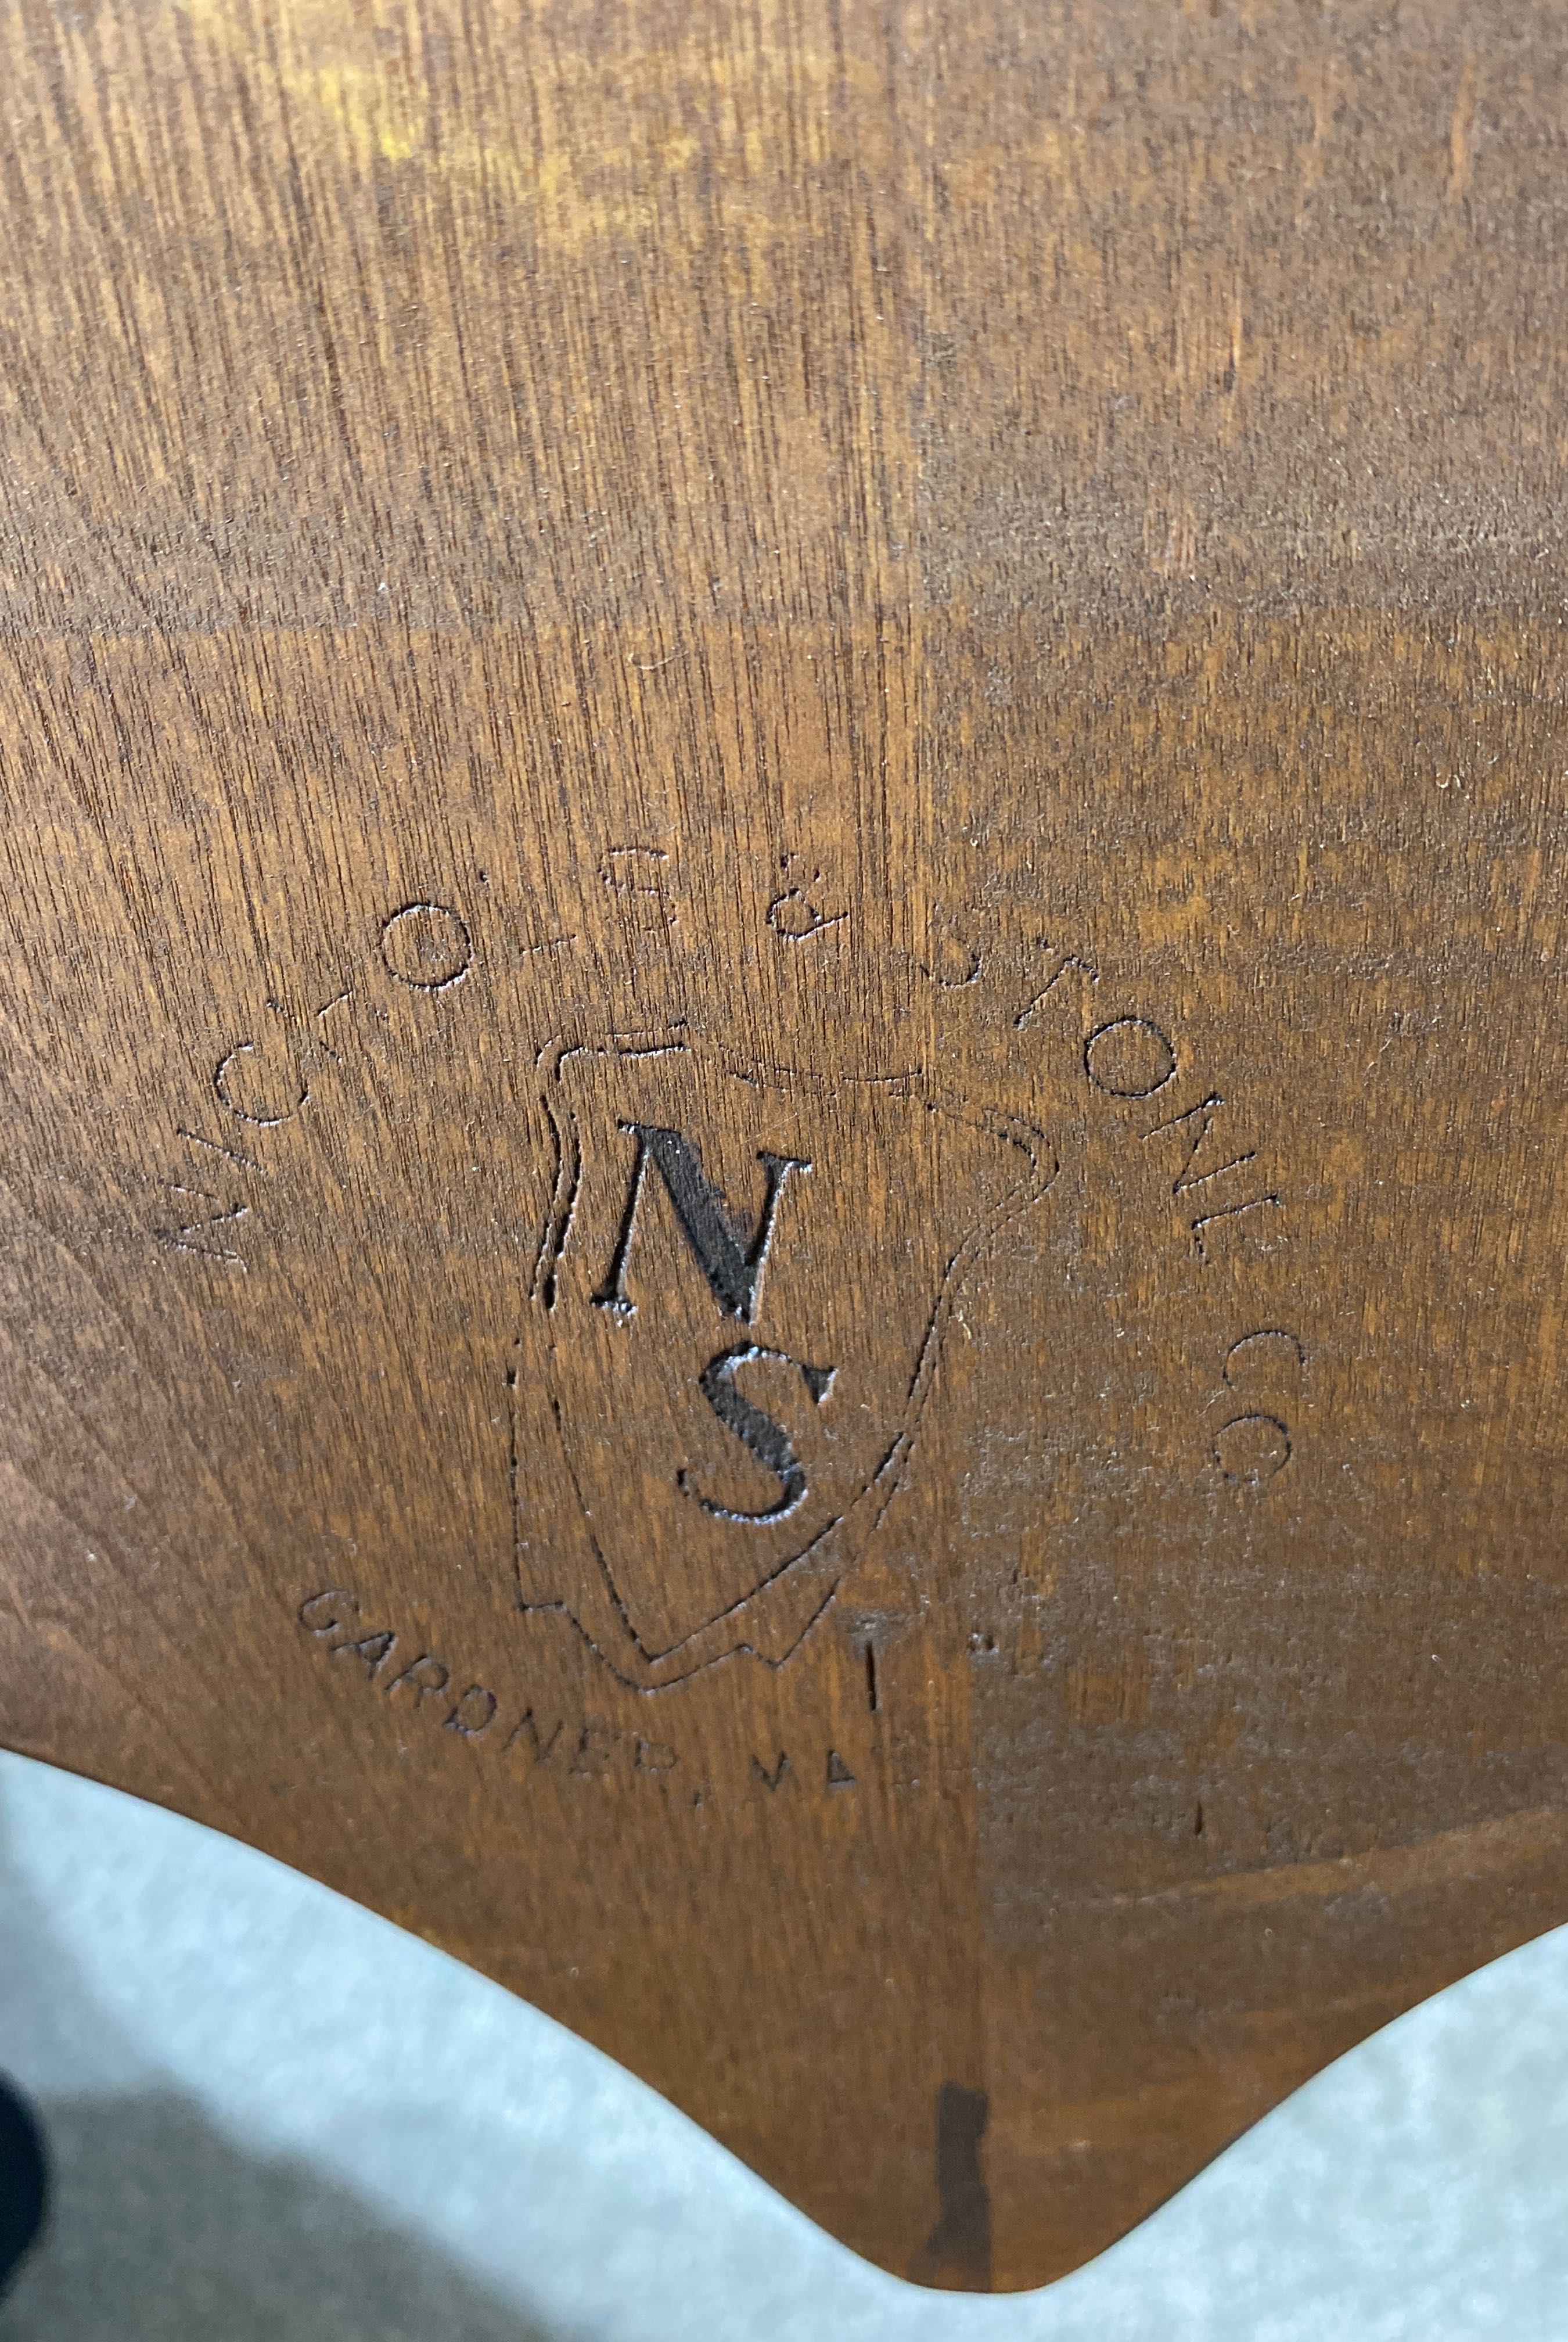 NICHOLS & STONE CO
N
S
GARDNER, MA